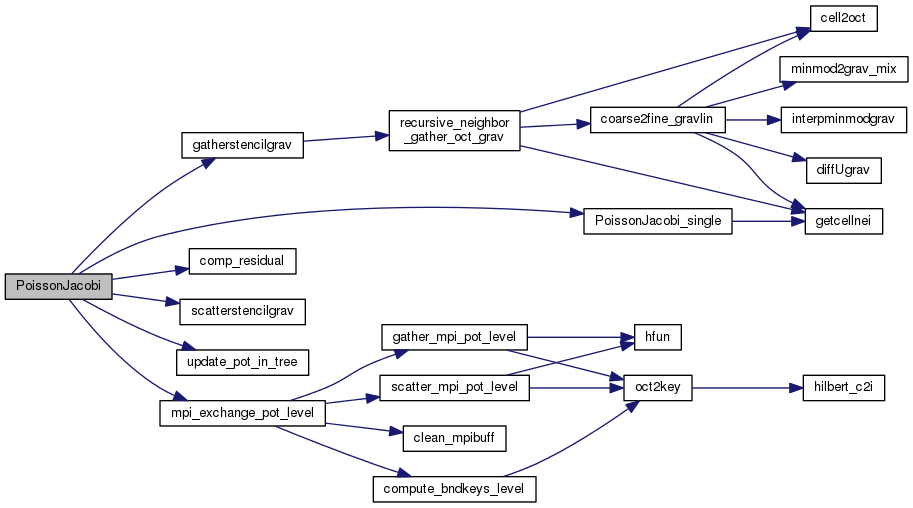 cell2oct
minmod2grav_mix
recursive_neighbor
_gather_oct_grav
coarse2fine_gravlin
interpminmodgrav
gatherstencilgrav
diffUgrav
PoissonJacobi_single
getcellnei
comp_residual
PoissonJacobi
scatterstencilgrav
gather_mpi_pot_level
hfun
update_pot_in_tree
scatter_mpi_pot_level
oct2key
hilbert_c2i
mpi_exchange_pot_level
clean_mpibuff
compute_bndkeys_level